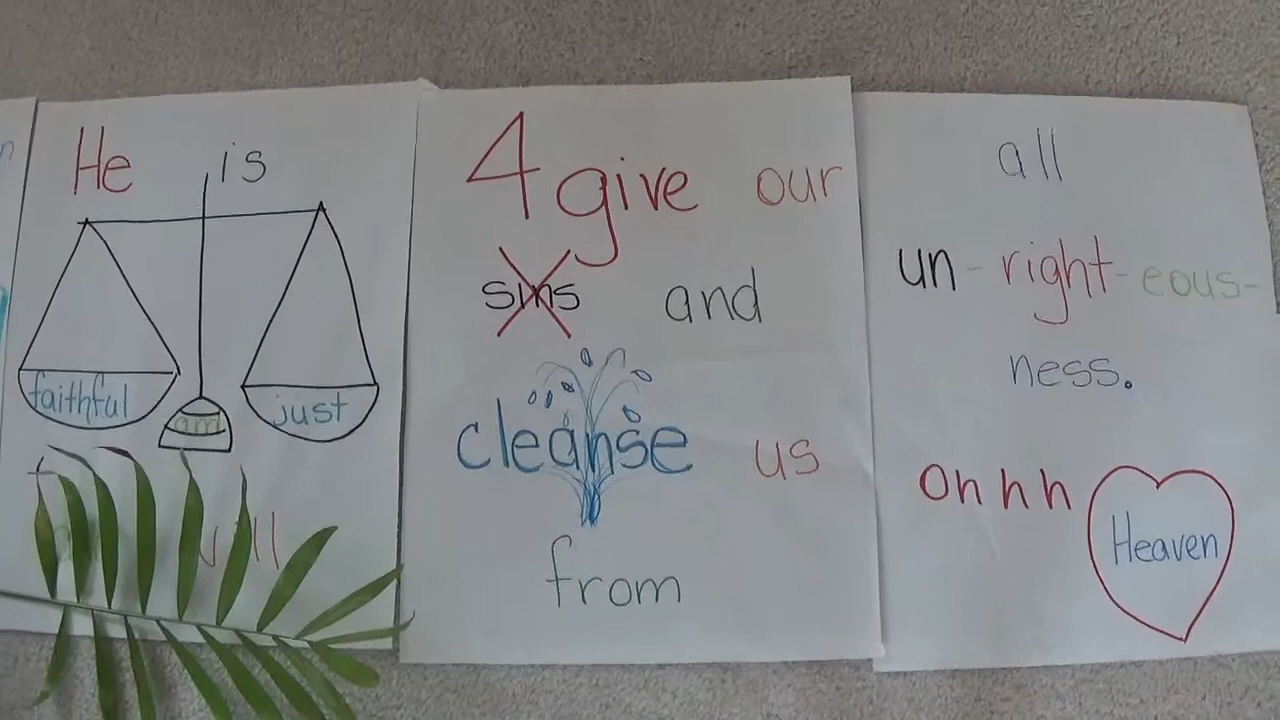 He is
faithful and just
4give our
sins and
cleanse us
from
all
un-right-eous-
ness.
Ohhh Heaven